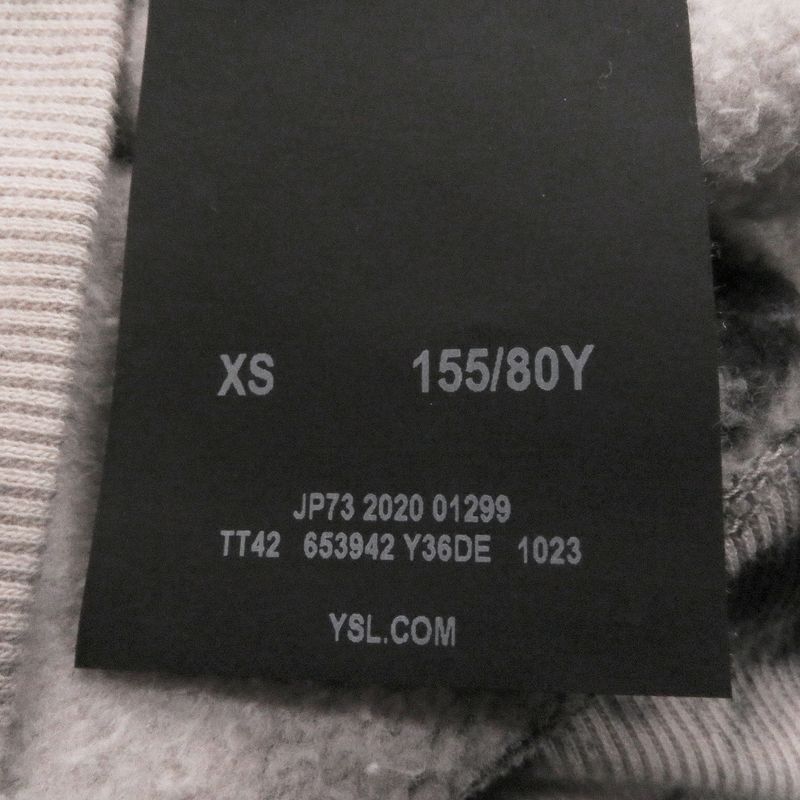 XS 155/80Y
JP73 2020 01299
TT42 653942 Y36DE 1023
YSL.COM